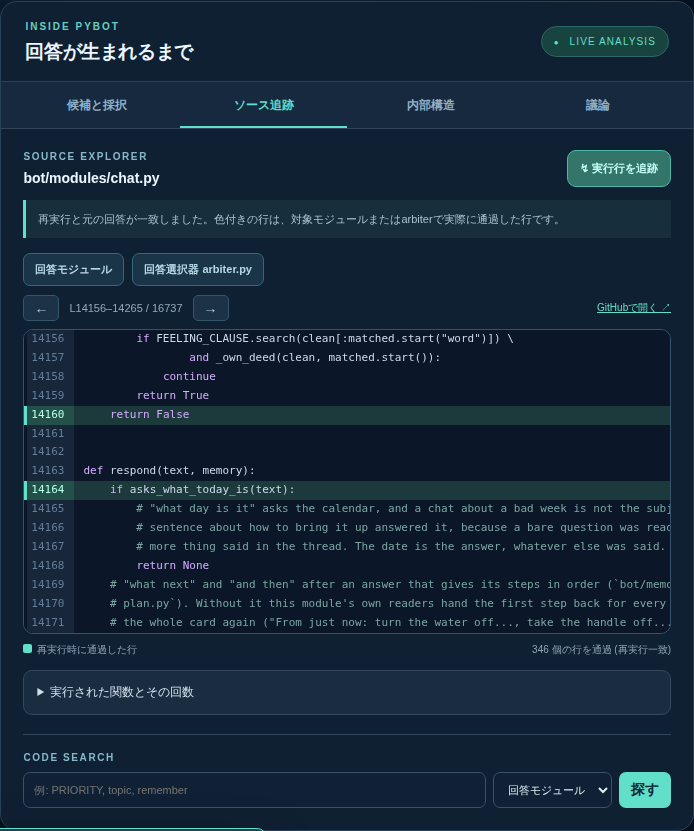 INSIDE PYBOT
回答が生まれるまで
● LIVE ANALYSIS
候補と採択 ソース追跡 内部構造 議論
SOURCE EXPLORER
bot/modules/chat.py
↯ 実行行を追跡
再実行と元の回答が一致しました。色付きの行は、対象モジュールまたはarbiterで実際に通過した行です。
回答モジュール 回答選択器 arbiter.py
← L14156–14265 / 16737 → GitHubで開く ↗
14156 if FEELING_CLAUSE.search(clean[:matched.start("word")]) \
14157 and _own_deed(clean, matched.start()):
14158 continue
14159 return True
14160 return False
14161
14162
14163 def respond(text, memory):
14164 if asks_what_today_is(text):
14165 # "what day is it" asks the calendar, and a chat about a bad week is not the
14166 # sentence about how to bring it up answered it, because a bare question was
14167 # more thing said in the thread. The date is the answer, whatever else was said.
14168 return None
14169 # "what next" and "and then" after an answer that gives its steps in order (`bot/
14170 # plan.py`). Without it this module's own readers hand the first step back for every
14171 # the whole card again ("From just now: turn the water off..., take the handle off...
再実行時に通過した行 346 個の行を通過 (再実行一致)
▶ 実行された関数とその回数
CODE SEARCH
例: PRIORITY, topic, remember 回答モジュール 探す